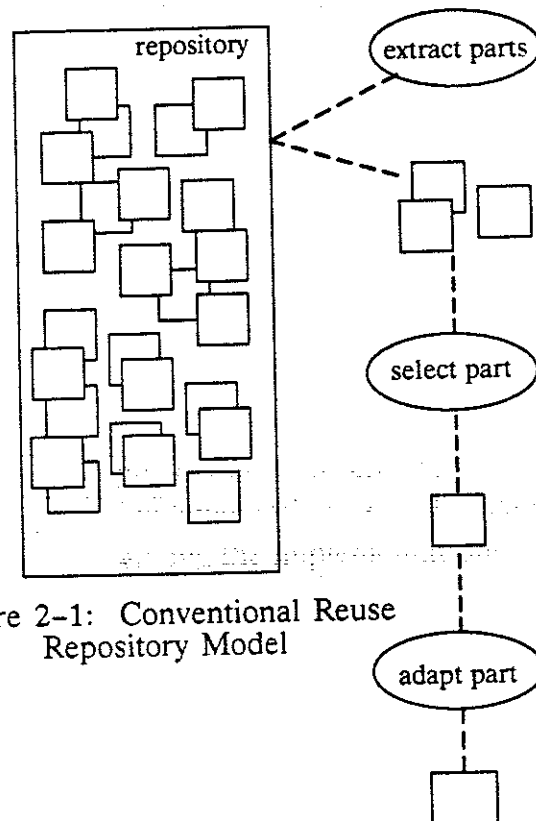 repository
extract parts
select part
re 2-1: Conventional Reuse
Repository Model
adapt part